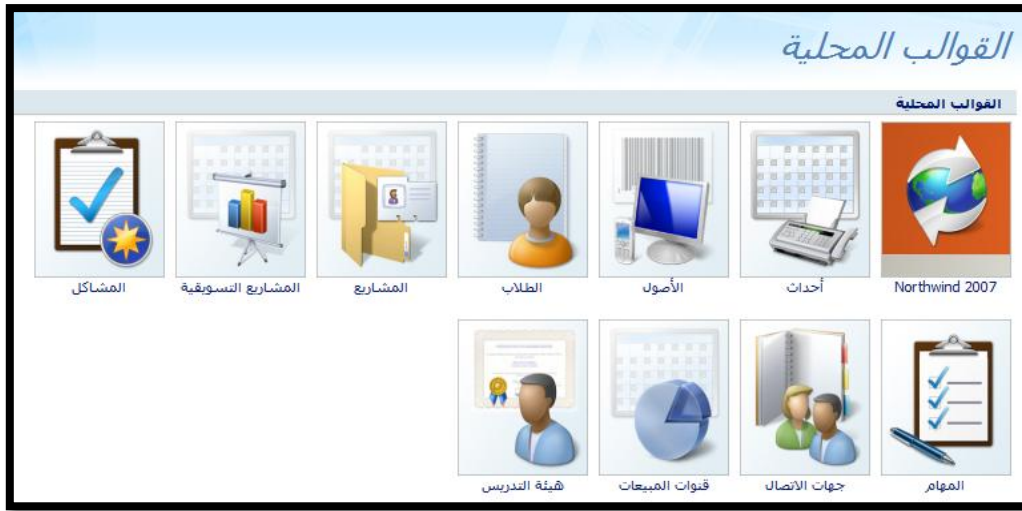 القوالب المحلية
القوالب المحلية
Northwind 2007
أحداث
الأصول
الطلاب
المشاريع
المشاريع التسويقية
المشاكل
المهام
جهات الاتصال
قنوات المبيعات
هيئة التدريس